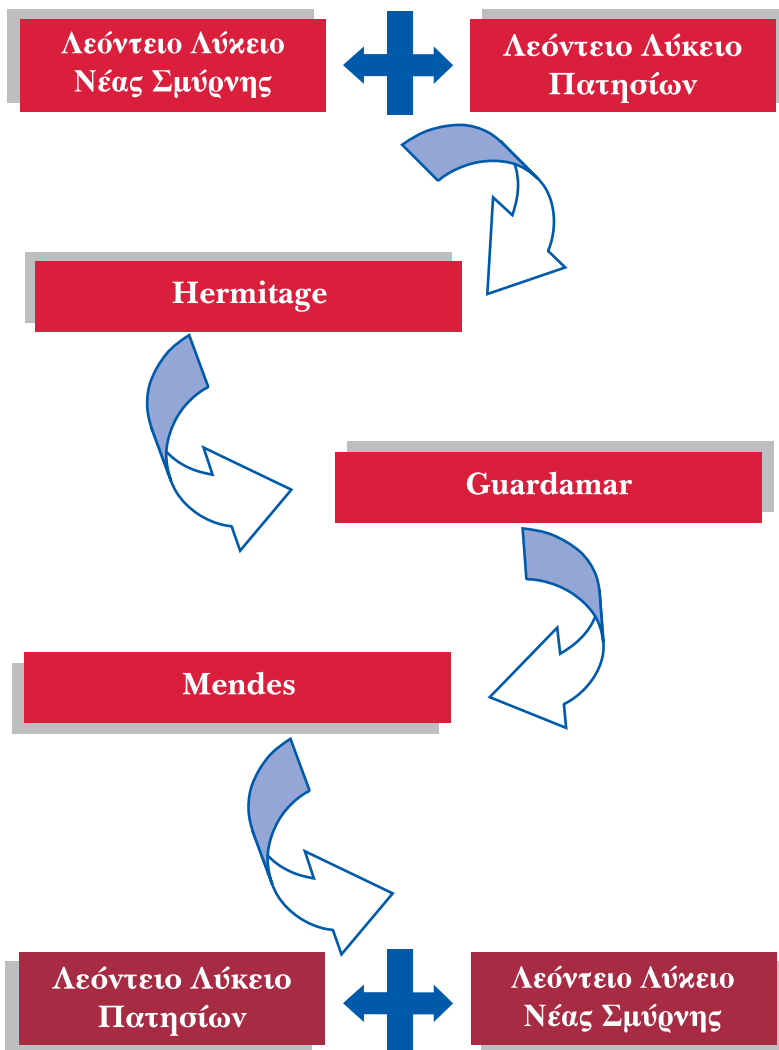 Λεόντειο Λύκειο
Νέας Σμύρνης
Λεόντειο Λύκειο
Πατησίων
Hermitage
Guardamar
Mendes
Λεόντειο Λύκειο
Πατησίων
Λεόντειο Λύκειο
Νέας Σμύρνης